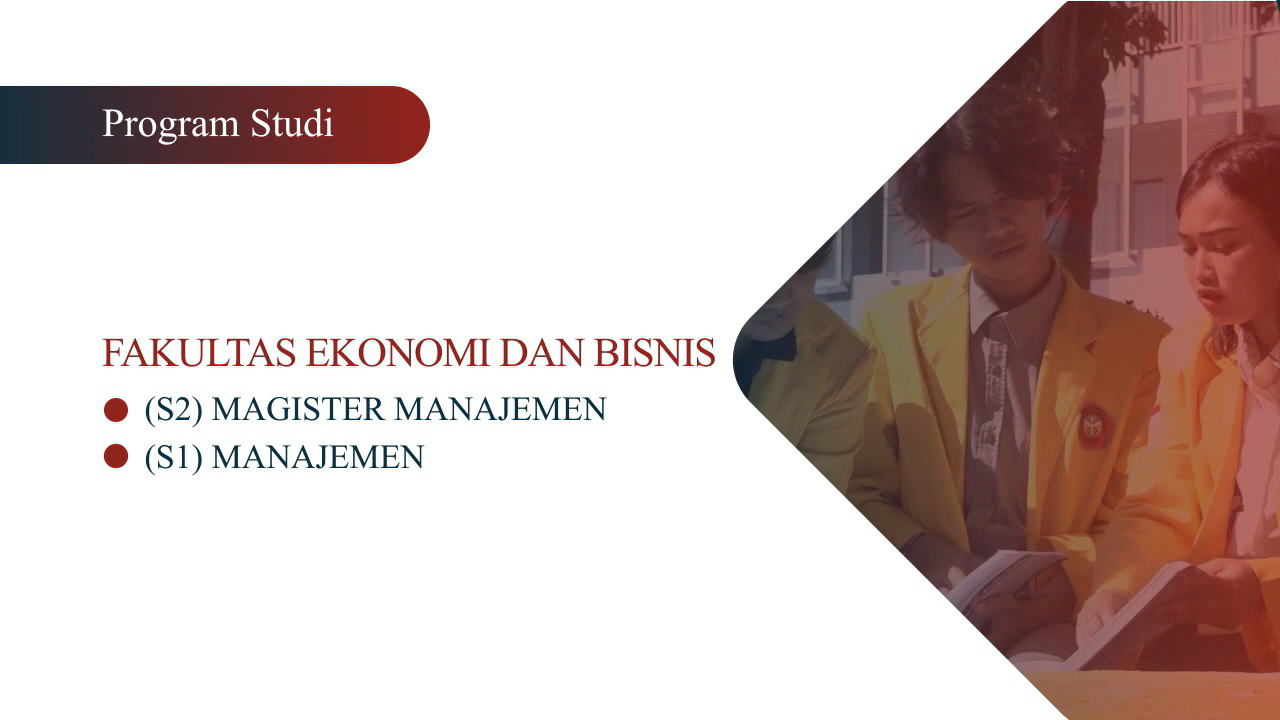 Program Studi
FAKULTAS EKONOMI DAN BISNIS
(S2) MAGISTER MANAJEMEN
(S1) MANAJEMEN